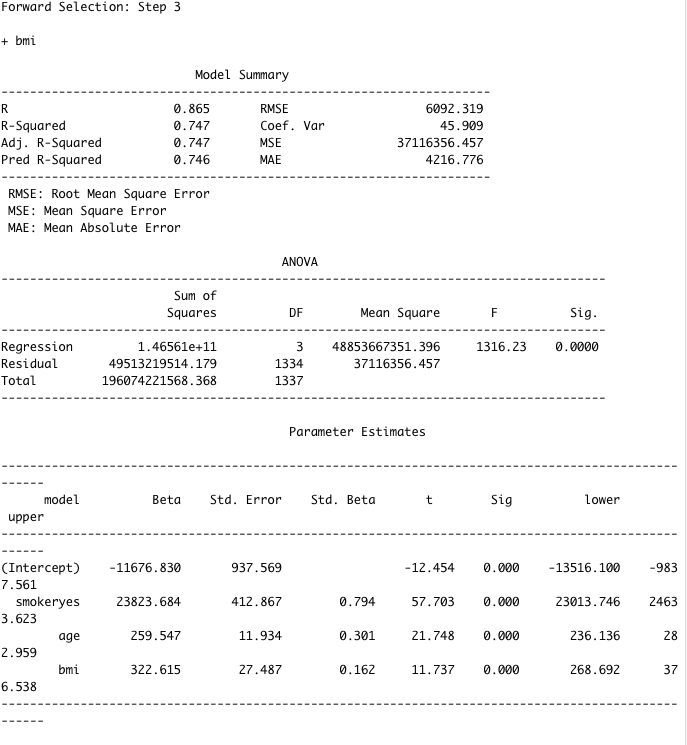 Forward Selection: Step 3
+ bmi
Model Summary
---------------------------------------------------------------
R 0.865 RMSE 6092.319
R-Squared 0.747 Coef. Var 45.909
Adj. R-Squared 0.747 MSE 37116356.457
Pred R-Squared 0.746 MAE 4216.776
---------------------------------------------------------------
RMSE: Root Mean Square Error
MSE: Mean Square Error
MAE: Mean Absolute Error
ANOVA
------------------------------------------------------------------------------
Sum of
Squares DF Mean Square F Sig.
------------------------------------------------------------------------------
Regression 1.46561e+11 3 48853667351.396 1316.23 0.0000
Residual 49513219514.179 1334 37116356.457
Total 196074221568.368 1337
------------------------------------------------------------------------------
Parameter Estimates
---------------------------------------------------------------------------------------
------
model Beta Std. Error Std. Beta t Sig lower
upper
---------------------------------------------------------------------------------------
------
(Intercept) -11676.830 937.569 -12.454 0.000 -13516.100 -983
7.561
smokeryes 23823.684 412.867 0.794 57.703 0.000 23013.746 2463
3.623
age 259.547 11.934 0.301 21.748 0.000 236.136 28
2.959
bmi 322.615 27.487 0.162 11.737 0.000 268.692 37
6.538
---------------------------------------------------------------------------------------
------